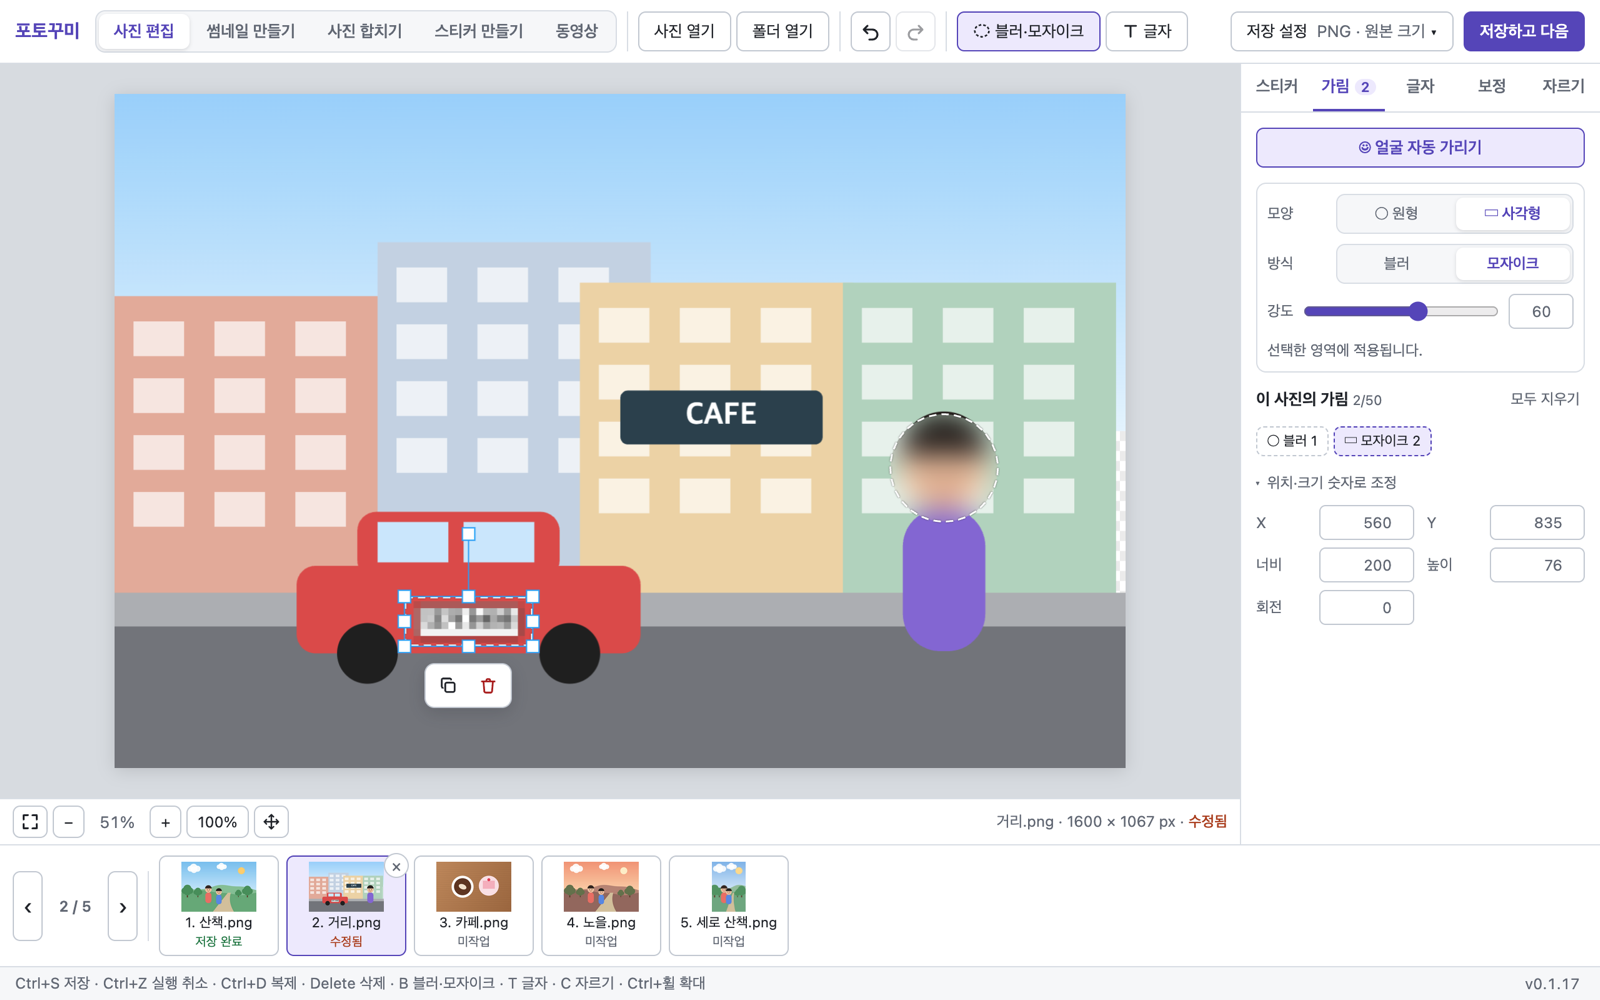 포토꾸미 사진 편집 썸네일 만들기 사진 합치기 스티커 만들기 동영상 사진 열기 폴더 열기 블러·모자이크 T 글자 저장 설정 PNG · 원본 크기 ▾ 저장하고 다음
스티커 가림 2 글자 보정 자르기
얼굴 자동 가리기
모양 원형 사각형
방식 블러 모자이크
강도 60
선택한 영역에 적용됩니다.
이 사진의 가림 2/50 모두 지우기
블러 1 모자이크 2
위치·크기 숫자로 조정
X 560 Y 835
너비 200 높이 76
회전 0
CAFE
− 51% + 100% 거리.png · 1600 × 1067 px · 수정됨
‹ 2 / 5 ›
1. 산책.png
저장 완료
2. 거리.png
수정됨
3. 카페.png
미작업
4. 노을.png
미작업
5. 세로 산책.png
미작업
Ctrl+S 저장 · Ctrl+Z 실행 취소 · Ctrl+D 복제 · Delete 삭제 · B 블러·모자이크 · T 글자 · C 자르기 · Ctrl+휠 확대 v0.1.17